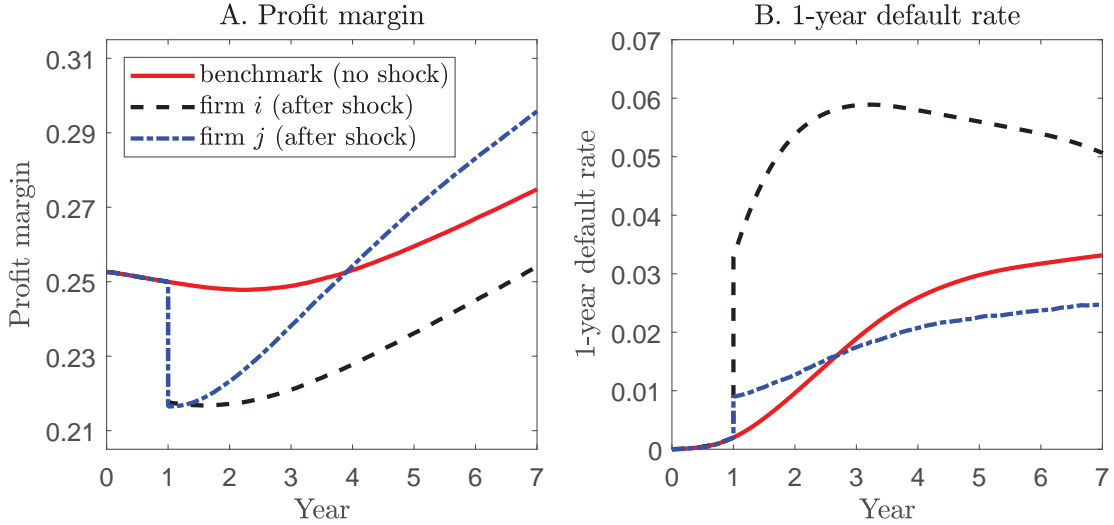 A. Profit margin
0.31
0.29
0.27
0.25
0.23
0.21
Profit margin
benchmark (no shock)
firm i (after shock)
firm j (after shock)
0 1 2 3 4 5 6 7
Year
B. 1-year default rate
0.07
0.06
0.05
0.04
0.03
0.02
0.01
0
1-year default rate
0 1 2 3 4 5 6 7
Year